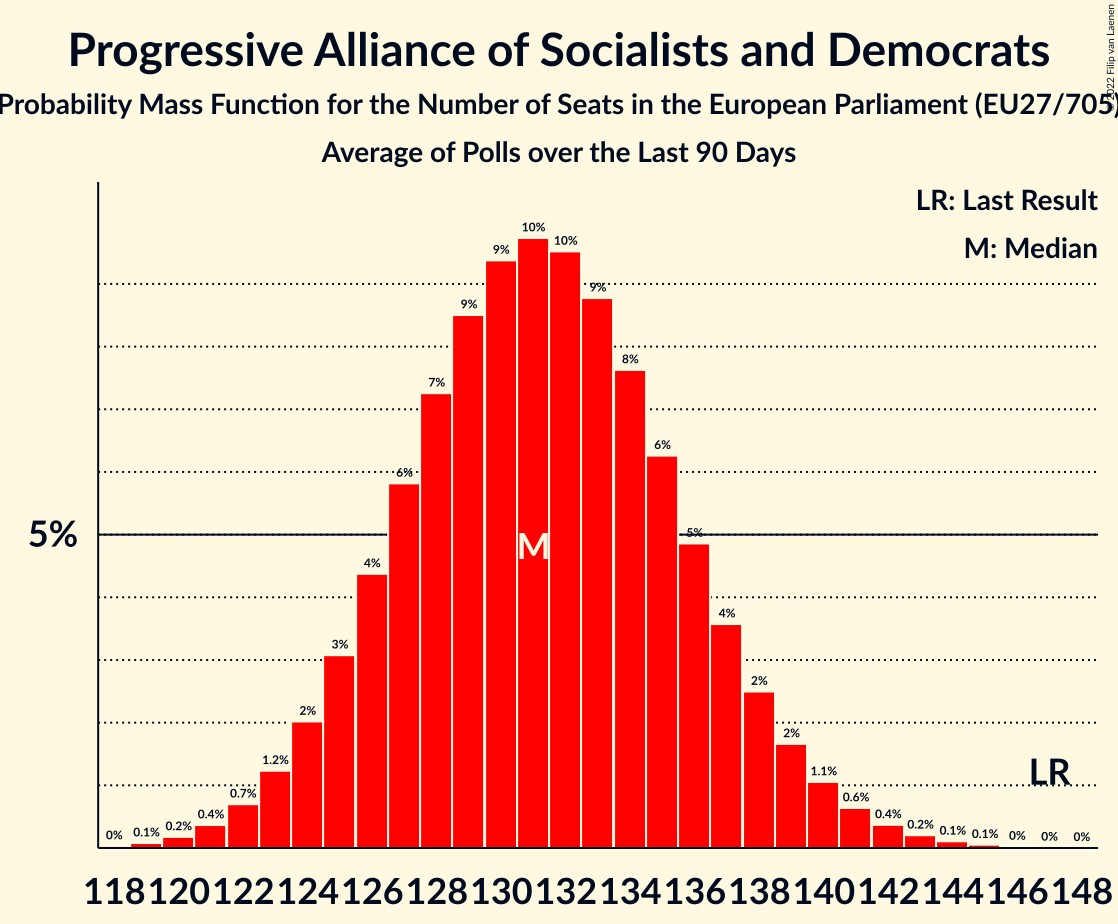 Progressive Alliance of Socialists and Democrats
Probability Mass Function for the Number of Seats in the European Parliament (EU27/705)
Average of Polls over the Last 90 Days
© 2022 Filip van Laenen
LR: Last Result
M: Median
5%
0% 0.1% 0.2% 0.4% 0.7% 1.2% 2% 3% 4% 6% 7% 9% 9% 10% 10% 9% 8% 6% 5% 4% 2% 2% 1.1% 0.6% 0.4% 0.2% 0.1% 0.1% 0% 0% 0%
M
LR
118 120 122 124 126 128 130 132 134 136 138 140 142 144 146 148